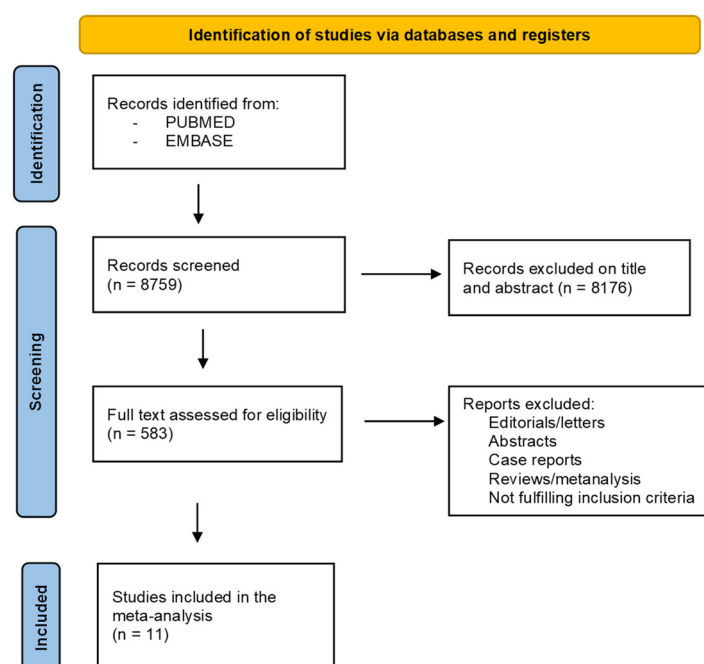 Identification of studies via databases and registers
Identification
Records identified from:
- PUBMED
- EMBASE
Screening
Records screened
(n = 8759)
Records excluded on title
and abstract (n = 8176)
Full text assessed for eligibility
(n = 583)
Reports excluded:
Editorials/letters
Abstracts
Case reports
Reviews/metanalysis
Not fulfilling inclusion criteria
Included
Studies included in the
meta-analysis
(n = 11)